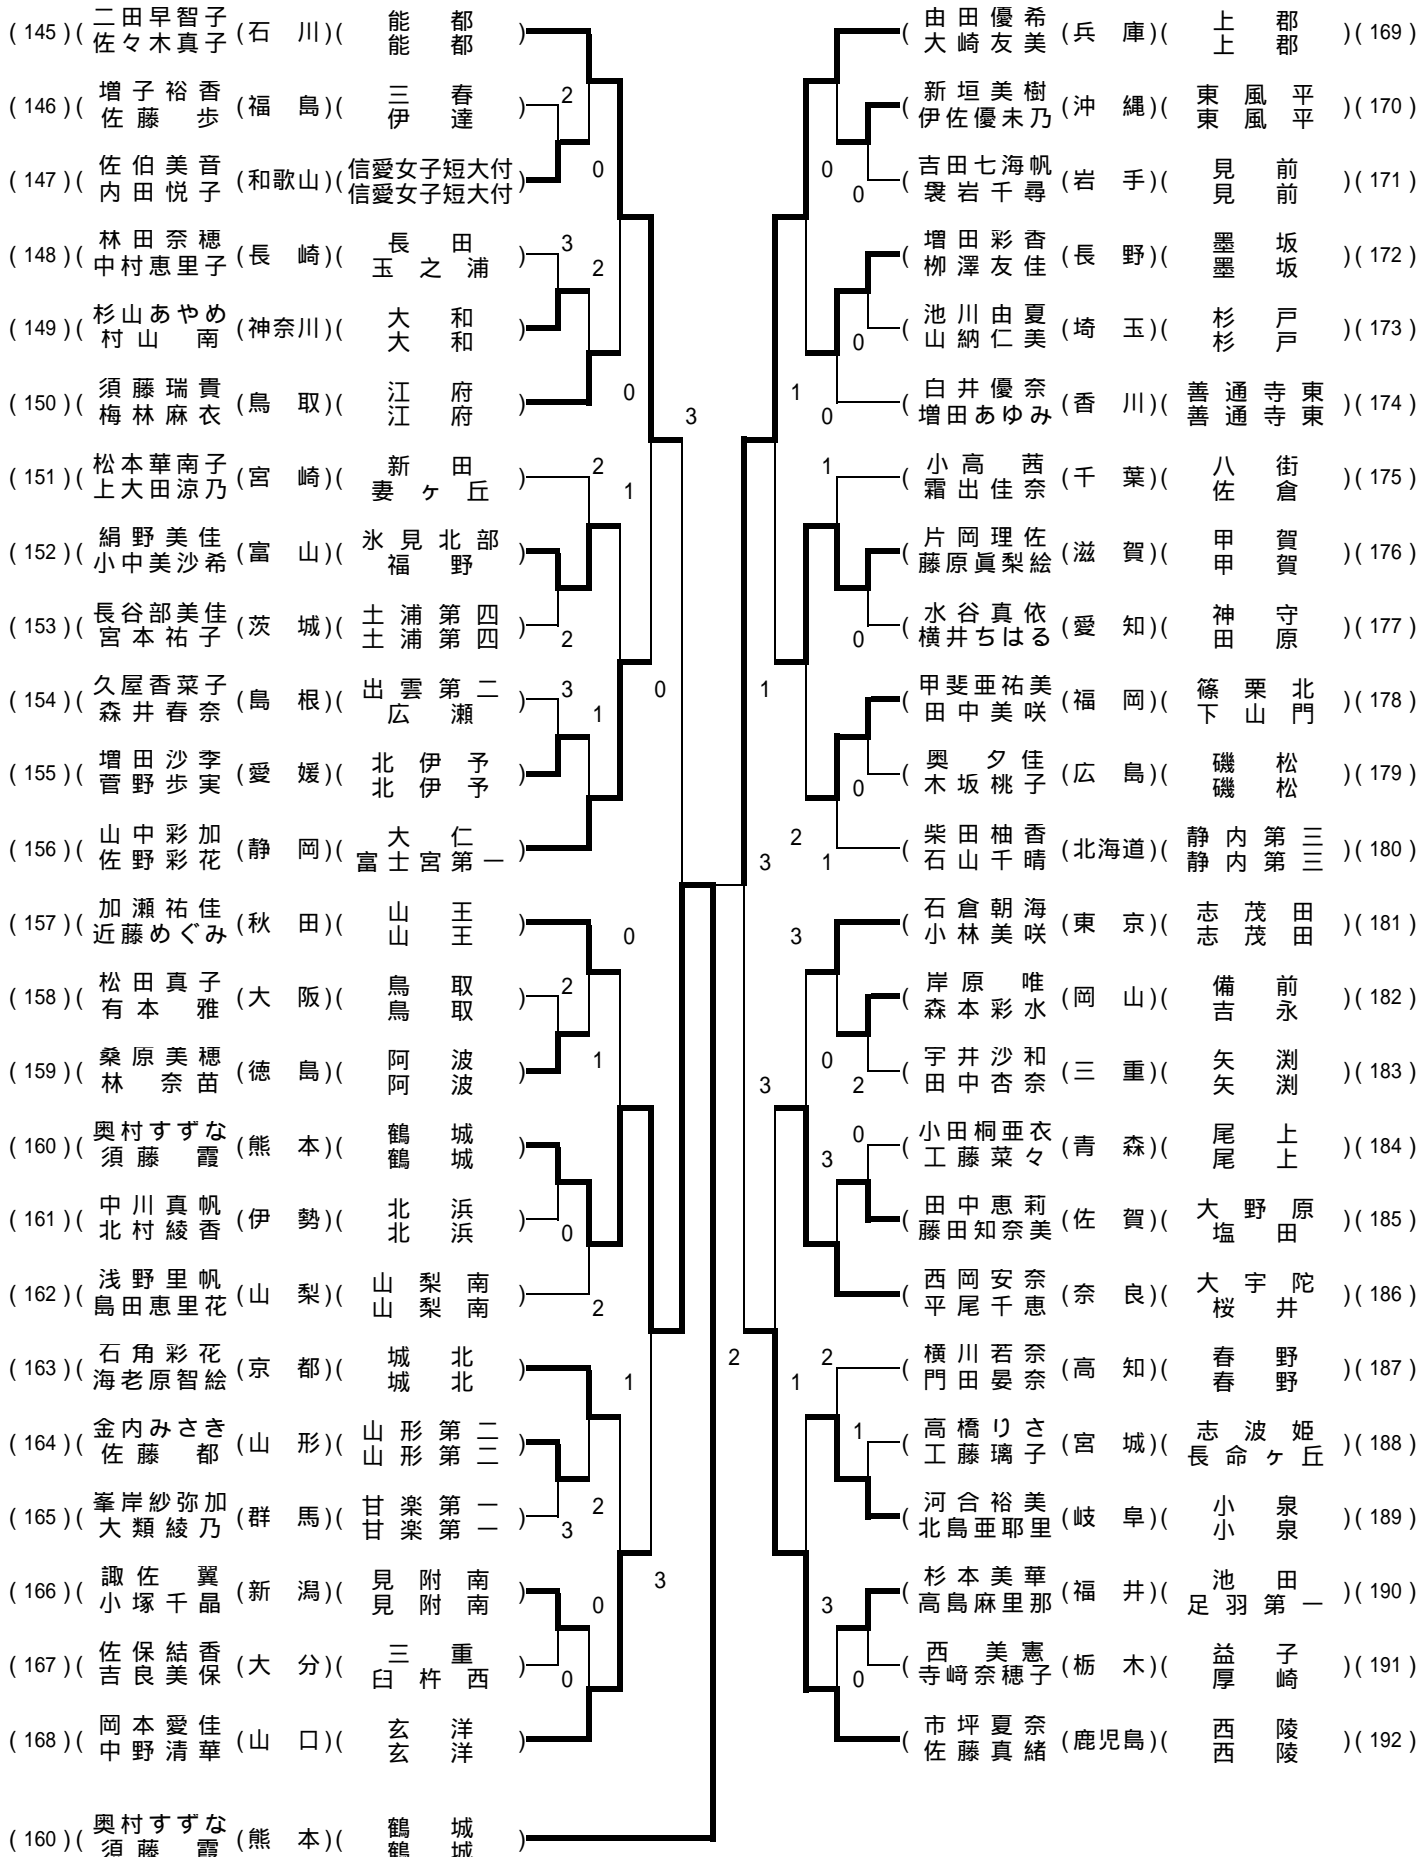 (145)( 二田早智子 (石 川)( 能 都 )
佐々木真子 能 都
(146)( 増子裕香 (福 島)( 三 春 ) 2
佐藤 歩 伊 達
(147)( 佐伯美音 (和歌山)( 信愛女子短大付 ) 0
内田悦子 信愛女子短大付
(148)( 林田奈穂 (長 崎)( 長 田 ) 3
中村恵里子 玉之浦 2
(149)( 杉山あやめ (神奈川)( 大 和 )
村山 南 大 和
(150)( 須藤瑞貴 (鳥 取)( 江 府 ) 0
梅林麻衣 江 府 3
(151)( 松本華南子 (宮 崎)( 新 田 ) 2
上大田涼乃 妻ヶ丘 1
(152)( 絹野美佳 (富 山)( 氷見北部 )
小中美沙希 福 野
(153)( 長谷部美佳 (茨 城)( 土浦第四 )
宮本祐子 土浦第四 2
(154)( 久屋香菜子 (島 根)( 出雲第二 ) 3 0
森井春奈 広 瀬 1
(155)( 増田沙李 (愛 媛)( 北伊予 )
菅野歩実 北伊予
(156)( 山中彩加 (静 岡)( 大 仁 )
佐野彩花 富士宮第一
(157)( 加瀬祐佳 (秋 田)( 山 王 )
近藤めぐみ 山 王 0
(158)( 松田真子 (大 阪)( 鳥 取 ) 2
有本 雅 鳥 取
(159)( 桑原美穂 (徳 島)( 阿 波 ) 1
林 奈苗 阿 波
(160)( 奥村すずな (熊 本)( 鶴 城 )
須藤 霞 鶴 城
(161)( 中川真帆 (伊 勢)( 北 浜 )
北村綾香 北 浜 0
(162)( 浅野里帆 (山 梨)( 山梨南 )
島田恵里花 山梨南 2
(163)( 石角彩花 (京 都)( 城 北 )
海老原智絵 城 北 1
(164)( 金内みさき (山 形)( 山形第二 )
佐藤 都 山形第二
(165)( 峯岸紗弥加 (群 馬)( 甘楽第一 ) 2
大類綾乃 甘楽第一 3
(166)( 諏佐 翼 (新 潟)( 見附南 ) 3
小塚千晶 見附南 0
(167)( 佐保結香 (大 分)( 三 重 )
吉良美保 臼杵西 0
(168)( 岡本愛佳 (山 口)( 玄 洋 )
中野清華 玄 洋
(160)( 奥村すずな (熊 本)( 鶴 城 )
須藤 霞 鶴 城
2
( 由田優希 (兵 庫)( 上 郡 )(169)
大崎友美 上 郡
( 新垣美樹 (沖 縄)( 東風平 )(170)
伊佐優未乃 東風平
0 ( 吉田七海帆 (岩 手)( 見 前 )(171)
0 袰岩千尋 見 前
( 増田彩香 (長 野)( 墨 坂 )(172)
栁澤友佳 墨 坂
( 池川由夏 (埼 玉)( 杉 戸 )(173)
0 山納仁美 杉 戸
1 ( 白井優奈 (香 川)( 善通寺東 )(174)
0 増田あゆみ 善通寺東
1 ( 小高 茜 (千 葉)( 八 街 )(175)
霜出佳奈 佐 倉
( 片岡理佐 (滋 賀)( 甲 賀 )(176)
藤原眞梨絵 甲 賀
( 水谷真依 (愛 知)( 神 守 )(177)
0 横井ちはる 田 原
1 ( 甲斐亜祐美 (福 岡)( 篠栗北 )(178)
田中美咲 下山門
( 奥 夕佳 (広 島)( 磯 松 )(179)
0 木坂桃子 磯 松
2 ( 柴田柚香 (北海道)( 静内第三 )(180)
3 1 石山千晴 静内第三
( 石倉朝海 (東 京)( 志茂田 )(181)
3 小林美咲 志茂田
( 岸原 唯 (岡 山)( 備 前 )(182)
森本彩水 吉 永
0 ( 宇井沙和 (三 重)( 矢 渕 )(183)
3 2 田中杏奈 矢 渕
0 ( 小田桐亜衣 (青 森)( 尾 上 )(184)
3 工藤菜々 尾 上
( 田中恵莉 (佐 賀)( 大野原 )(185)
藤田知奈美 塩 田
( 西岡安奈 (奈 良)( 大宇陀 )(186)
平尾千恵 桜 井
2 ( 横川若奈 (高 知)( 春 野 )(187)
1 門田晏奈 春 野
1 ( 高橋りさ (宮 城)( 志波姫 )(188)
工藤璃子 長命ヶ丘
( 河合裕美 (岐 阜)( 小 泉 )(189)
北島亜耶里 小 泉
( 杉本美華 (福 井)( 池 田 )(190)
3 高島麻里那 足羽第一
( 西 美憲 (栃 木)( 益 子 )(191)
0 寺﨑奈穂子 厚 崎
( 市坪夏奈 (鹿児島)( 西 陵 )(192)
佐藤真緒 西 陵